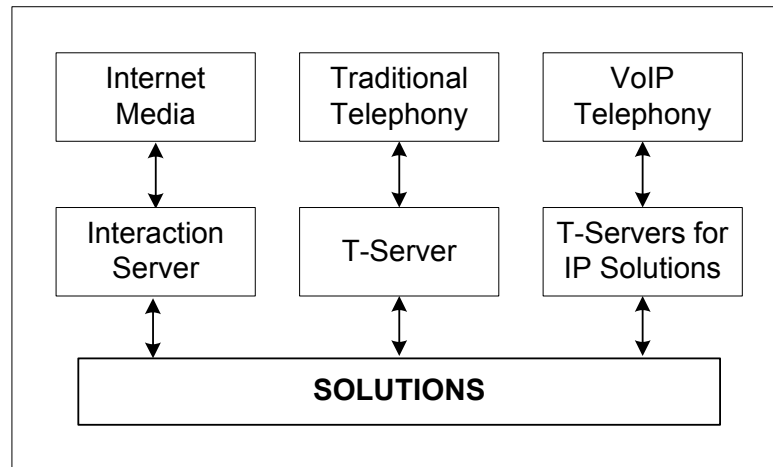 Internet
Media
Traditional
Telephony
VoIP
Telephony
Interaction
Server
T-Server
T-Servers for
IP Solutions
SOLUTIONS